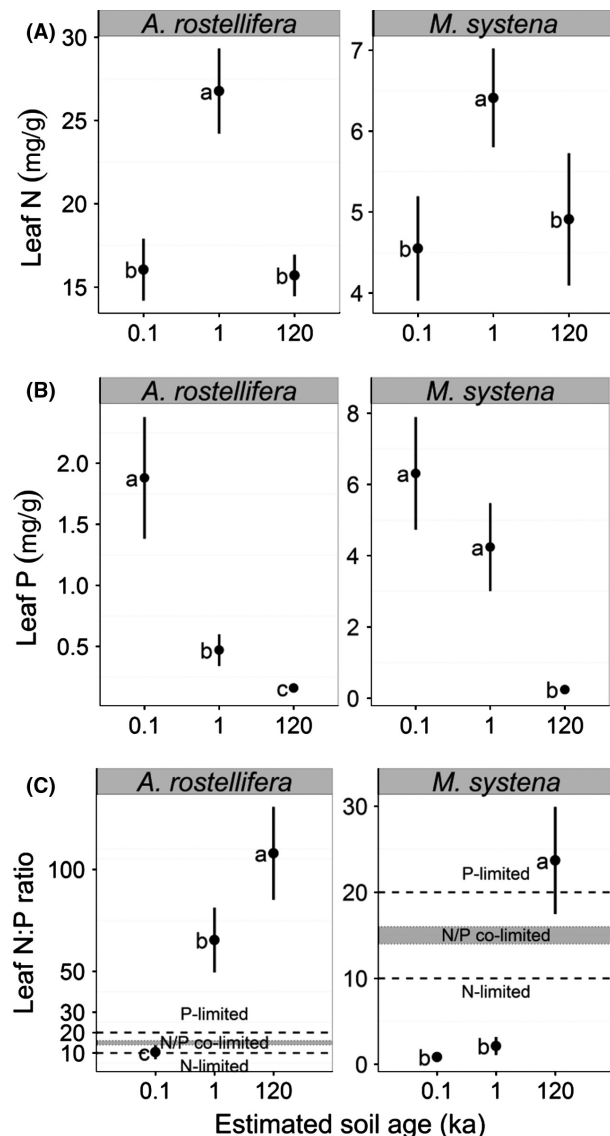 (A) A. rostellifera M. systena
30
27
25
20
17
15
a
b
b
0.1 1 120
7
6
5
4
a
b
b
0.1 1 120
Leaf N (mg/g)
(B) A. rostellifera M. systena
2.0
1.5
1.0
0.5
a
b
c
0.1 1 120
8
6
4
2
0
a
a
b
0.1 1 120
Leaf P (mg/g)
(C) A. rostellifera M. systena
100
50
30
20
10
a
b
c
P-limited
N/P co-limited
N-limited
0.1 1 120
30
20
10
0
a
b
b
P-limited
N/P co-limited
N-limited
0.1 1 120
Leaf N:P ratio
Estimated soil age (ka)